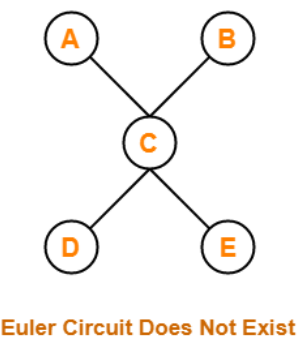 A B
C
D E
Euler Circuit Does Not Exist